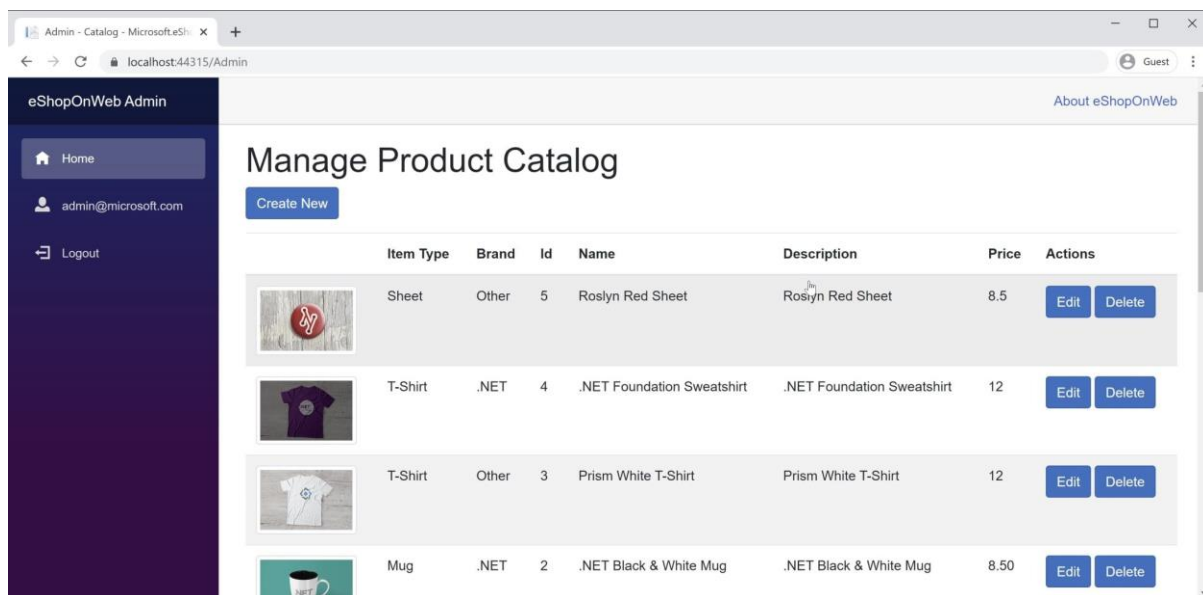 Admin - Catalog - Microsoft.eSh
localhost:44315/Admin
Guest
eShopOnWeb Admin
About eShopOnWeb
Home
admin@microsoft.com
Logout
Manage Product Catalog
Create New
Item Type Brand Id Name Description Price Actions
Sheet Other 5 Roslyn Red Sheet Roslyn Red Sheet 8.5 Edit Delete
T-Shirt .NET 4 .NET Foundation Sweatshirt .NET Foundation Sweatshirt 12 Edit Delete
T-Shirt Other 3 Prism White T-Shirt Prism White T-Shirt 12 Edit Delete
Mug .NET 2 .NET Black & White Mug .NET Black & White Mug 8.50 Edit Delete